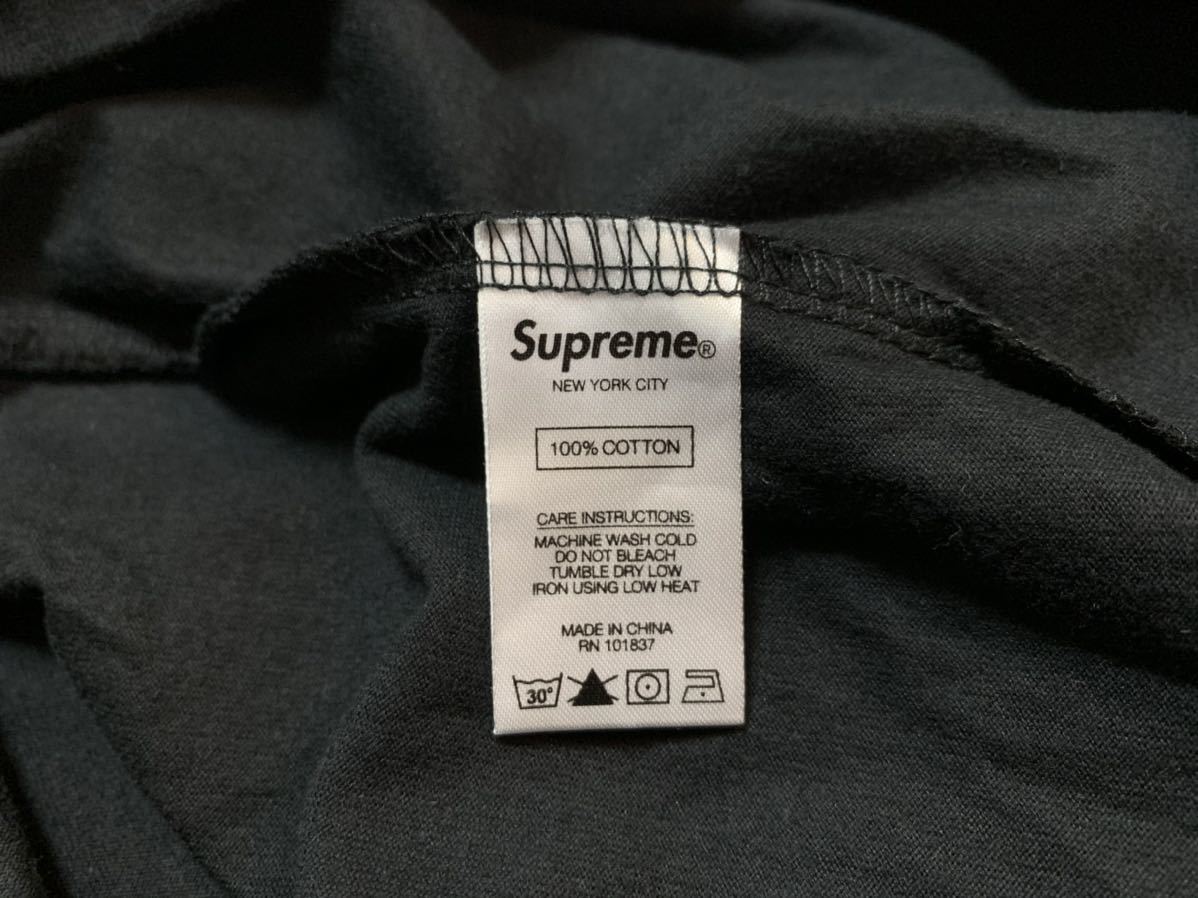 Supreme®
NEW YORK CITY
100% COTTON
CARE INSTRUCTIONS:
MACHINE WASH COLD
DO NOT BLEACH
TUMBLE DRY LOW
IRON USING LOW HEAT
MADE IN CHINA
RN 101837
30°